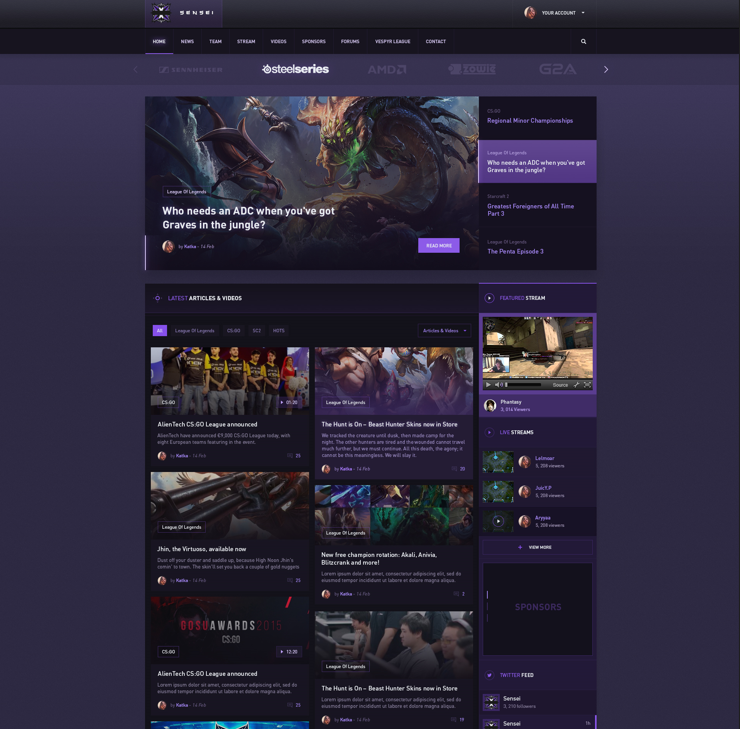 SENSEI
YOUR ACCOUNT
HOME
NEWS
TEAM
STREAM
VIDEOS
SPONSORS
FORUMS
VESPYR LEAGUE
CONTACT
SENNHEISER
steelseries
AMD
ZOWIE
G2A
League Of Legends
Who needs an ADC when you've got
Graves in the jungle?
by Katka - 14 Feb
READ MORE
CS:GO
Regional Minor Championships
League Of Legends
Who needs an ADC when you've got
Graves in the jungle?
Starcraft 2
Greatest Foreigners of All Time
Part 3
League Of Legends
The Penta Episode 3
LATEST ARTICLES & VIDEOS
All
League Of Legends
CS:GO
SC2
HOTS
Articles & Videos
CS:GO
01:20
AlienTech CS:GO League announced
AlienTech have announced £9,000 CS:GO League today, with
eight European teams featuring in the event.
by Katka - 14 Feb
23
League Of Legends
The Hunt is On – Beast Hunter Skins now in Store
We tracked the creature until dusk, then made camp for the
night. The other hunters are tired and the wounded cannot travel
much further, but we must continue. All this death, the agony; it
cannot be this meaningless. We will slay it.
by Katka - 14 Feb
20
League Of Legends
Jhin, the Virtuoso, available now
Dust off your duster and saddle up, because High Noon Jhin's
comin' to town. The skin'll set you back a couple of gold nuggets
by Katka - 14 Feb
23
League Of Legends
New free champion rotation: Akali, Anivia,
Blitzcrank and more!
Lorem ipsum dolor sit amet, consectetur adipiscing elit, sed do
eiusmod tempor incididunt ut labore et dolore magna aliqua.
by Katka - 14 Feb
2
GOSUAWARDS2015
CS:GO
CS:GO
12:20
AlienTech CS:GO League announced
Lorem ipsum dolor sit amet, consectetur adipiscing elit, sed do
eiusmod tempor incididunt ut labore et dolore magna aliqua.
by Katka - 14 Feb
23
League Of Legends
The Hunt is On – Beast Hunter Skins now in Store
Lorem ipsum dolor sit amet, consectetur adipiscing elit, sed do
eiusmod tempor incididunt ut labore et dolore magna aliqua.
by Katka - 14 Feb
19
FEATURED STREAM
Source
Phantasy
3, 014 Viewers
LIVE STREAMS
Lelmoar
3, 208 viewers
JuicY.P
3, 208 viewers
Arypss
3, 208 viewers
VIEW MORE
SPONSORS
TWITTER FEED
Sensei
3, 210 followers
Sensei
1h